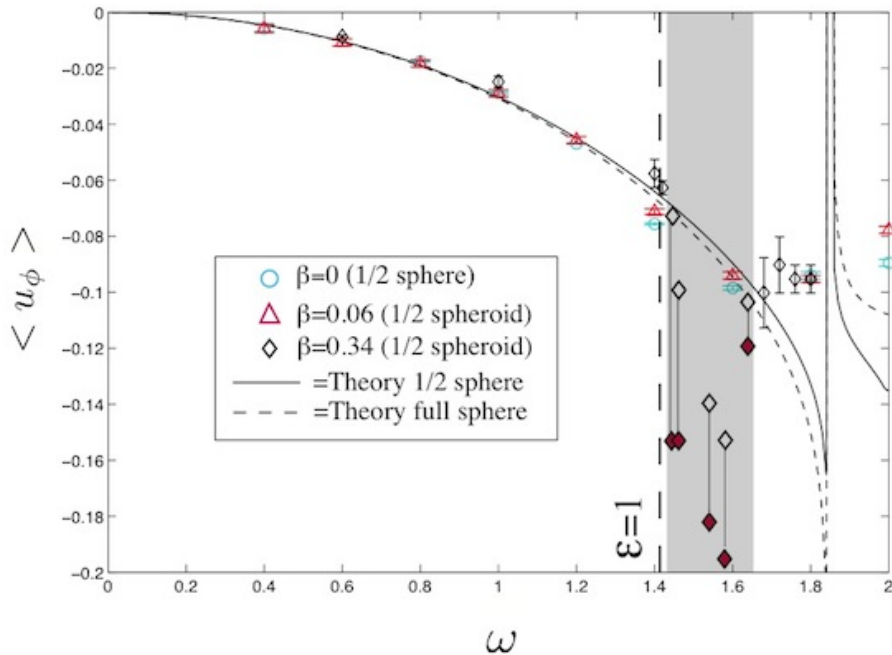 0
−0.02
−0.04
−0.06
−0.08
−0.1
−0.12
−0.14
−0.16
−0.18
−0.2
< u_ϕ >
β=0 (1/2 sphere)
β=0.06 (1/2 spheroid)
β=0.34 (1/2 spheroid)
=Theory 1/2 sphere
=Theory full sphere
ε=1
0 0.2 0.4 0.6 0.8 1 1.2 1.4 1.6 1.8 2
ω